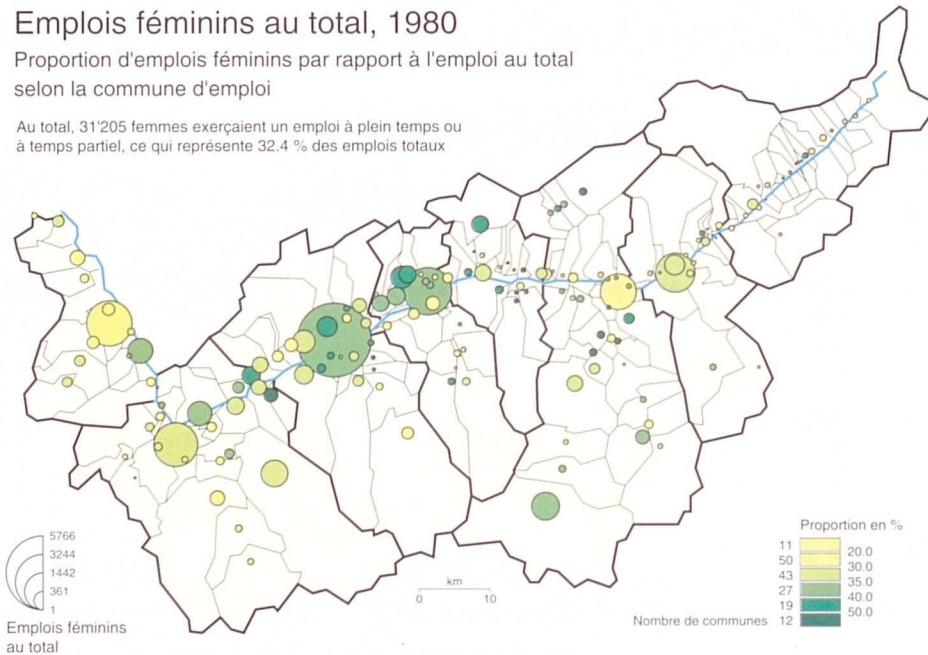 Emplois féminins au total, 1980
Proportion d'emplois féminins par rapport à l'emploi au total
selon la commune d'emploi
Au total, 31'205 femmes exerçaient un emploi à plein temps ou
à temps partiel, ce qui représente 32.4 % des emplois totaux
5766
3244
1442
361
1
Emplois féminins
au total
km
0 10
Proportion en %
11
20.0
50
30.0
43
35.0
27
40.0
19
50.0
Nombre de communes 12